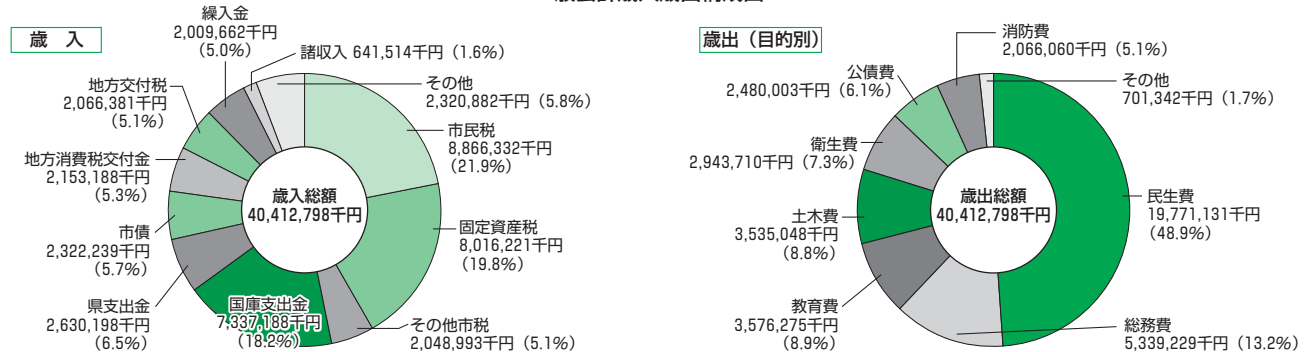 歳　入
繰入金
2,009,662千円
（5.0%）
諸収入 641,514千円（1.6%）
その他
2,320,882千円（5.8%）
地方交付税
2,066,381千円
（5.1%）
市民税
8,866,332千円
（21.9%）
地方消費税交付金
2,153,188千円
（5.3%）
歳入総額
40,412,798千円
市債
2,322,239千円
（5.7%）
固定資産税
8,016,221千円
（19.8%）
県支出金
2,630,198千円
（6.5%）
国庫支出金
7,337,188千円
（18.2%）
その他市税
2,048,993千円（5.1%）
歳出（目的別）
消防費
2,066,060千円（5.1%）
公債費
2,480,003千円（6.1%）
その他
701,342千円（1.7%）
衛生費
2,943,710千円（7.3%）
歳出総額
40,412,798千円
民生費
19,771,131千円
（48.9%）
土木費
3,535,048千円
（8.8%）
教育費
3,576,275千円
（8.9%）
総務費
5,339,229千円（13.2%）